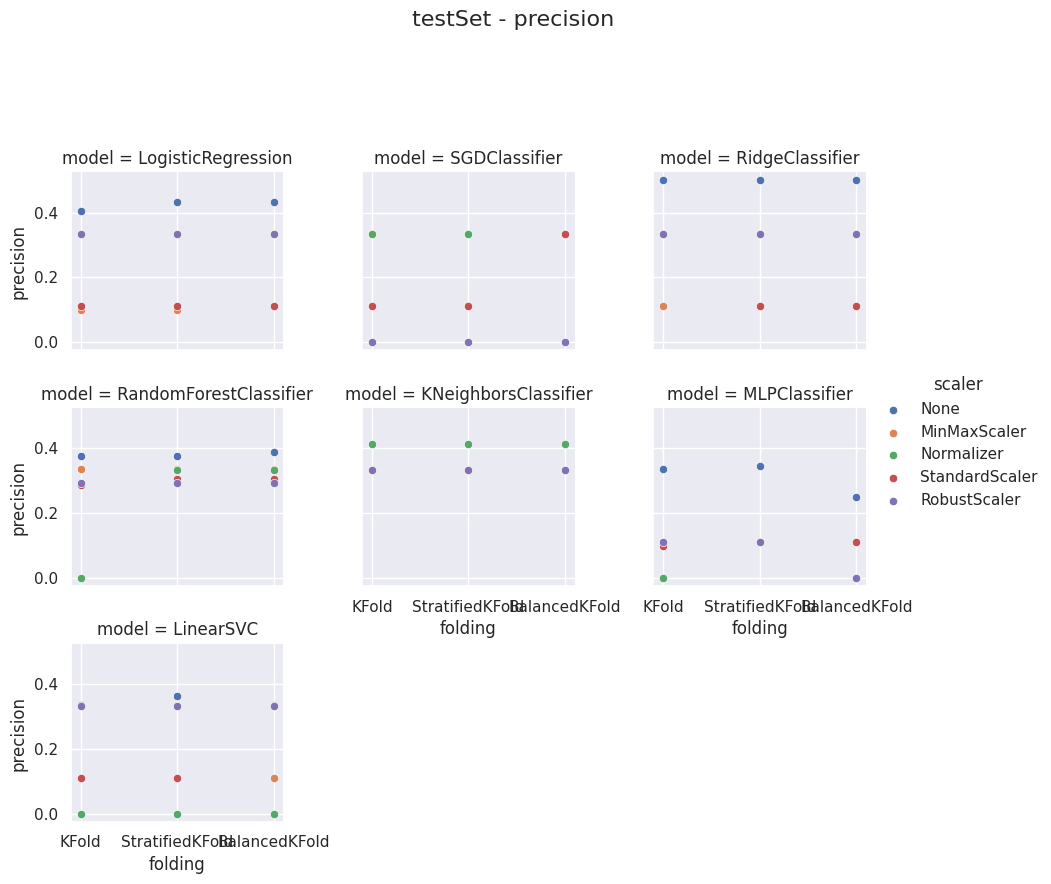 testSet - precision
model = LogisticRegression
model = SGDClassifier
model = RidgeClassifier
precision
0.4
0.2
0.0
model = RandomForestClassifier
model = KNeighborsClassifier
model = MLPClassifier
precision
0.4
0.2
0.0
KFold
StratifiedKFold
BalancedKFold
folding
KFold
StratifiedKFold
BalancedKFold
folding
scaler
None
MinMaxScaler
Normalizer
StandardScaler
RobustScaler
model = LinearSVC
precision
0.4
0.2
0.0
KFold
StratifiedKFold
BalancedKFold
folding